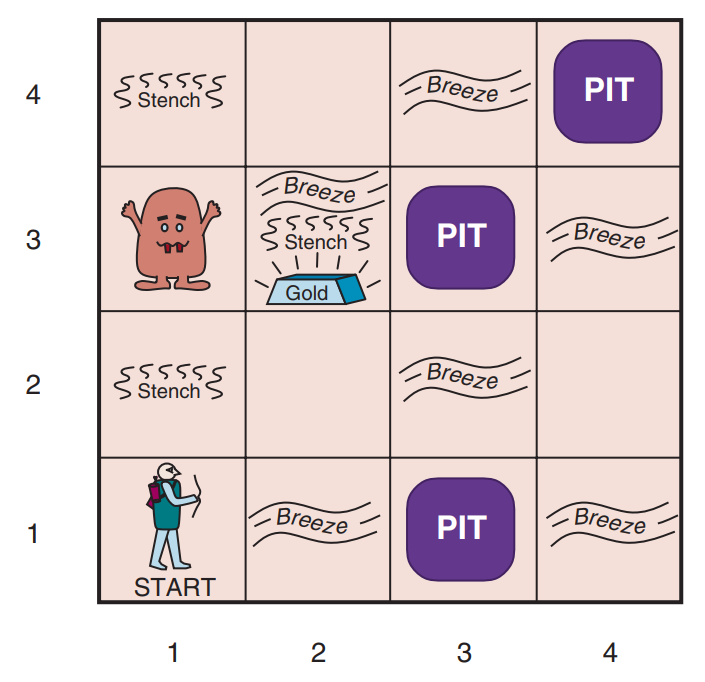 4
Stench
Breeze
PIT
3
Breeze
Stench
Gold
PIT
Breeze
2
Stench
Breeze
1
START
Breeze
PIT
Breeze
1 2 3 4